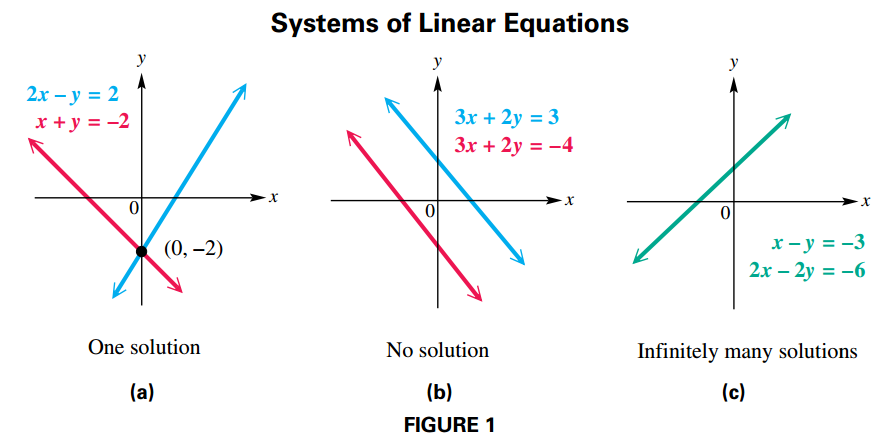 Systems of Linear Equations
y
2x – y = 2
x + y = –2
x
0
(0, –2)
One solution
(a)
y
3x + 2y = 3
3x + 2y = –4
x
0
No solution
(b)
y
x
0
x – y = –3
2x – 2y = –6
Infinitely many solutions
(c)
FIGURE 1